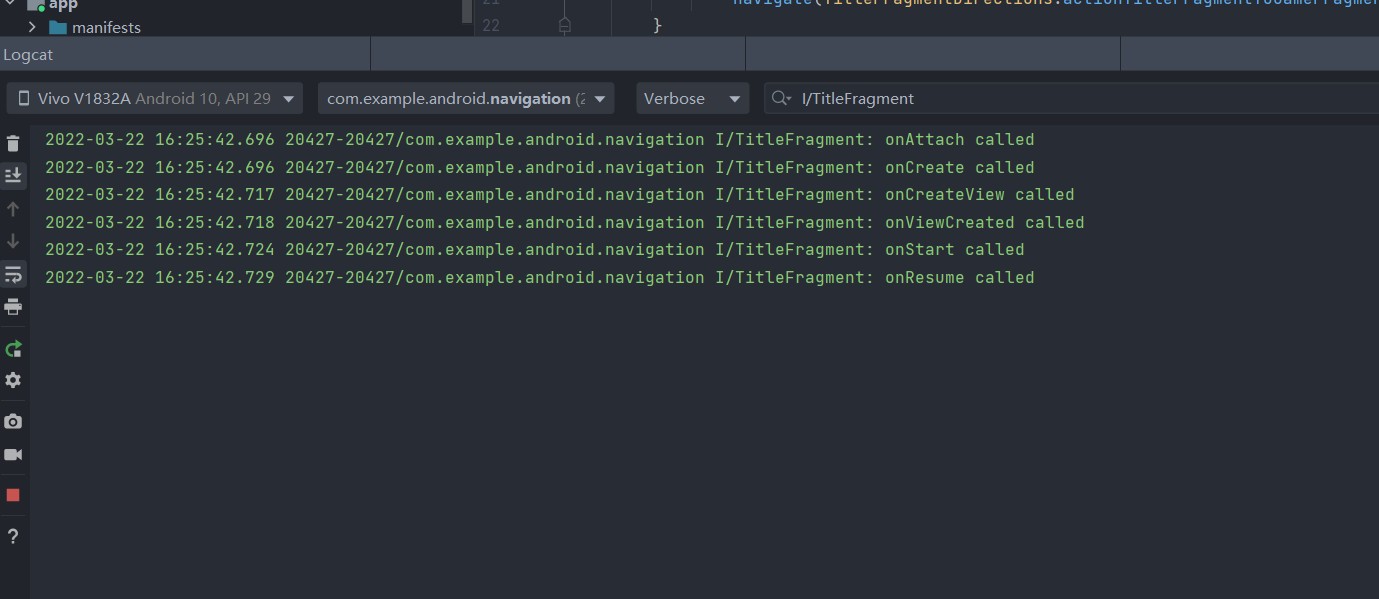 app
21
manifests
22 }
Logcat
Vivo V1832A Android 10, API 29 com.example.android.navigation (2 Verbose I/TitleFragment
2022-03-22 16:25:42.696 20427-20427/com.example.android.navigation I/TitleFragment: onAttach called
2022-03-22 16:25:42.696 20427-20427/com.example.android.navigation I/TitleFragment: onCreate called
2022-03-22 16:25:42.717 20427-20427/com.example.android.navigation I/TitleFragment: onCreateView called
2022-03-22 16:25:42.718 20427-20427/com.example.android.navigation I/TitleFragment: onViewCreated called
2022-03-22 16:25:42.724 20427-20427/com.example.android.navigation I/TitleFragment: onStart called
2022-03-22 16:25:42.729 20427-20427/com.example.android.navigation I/TitleFragment: onResume called
?